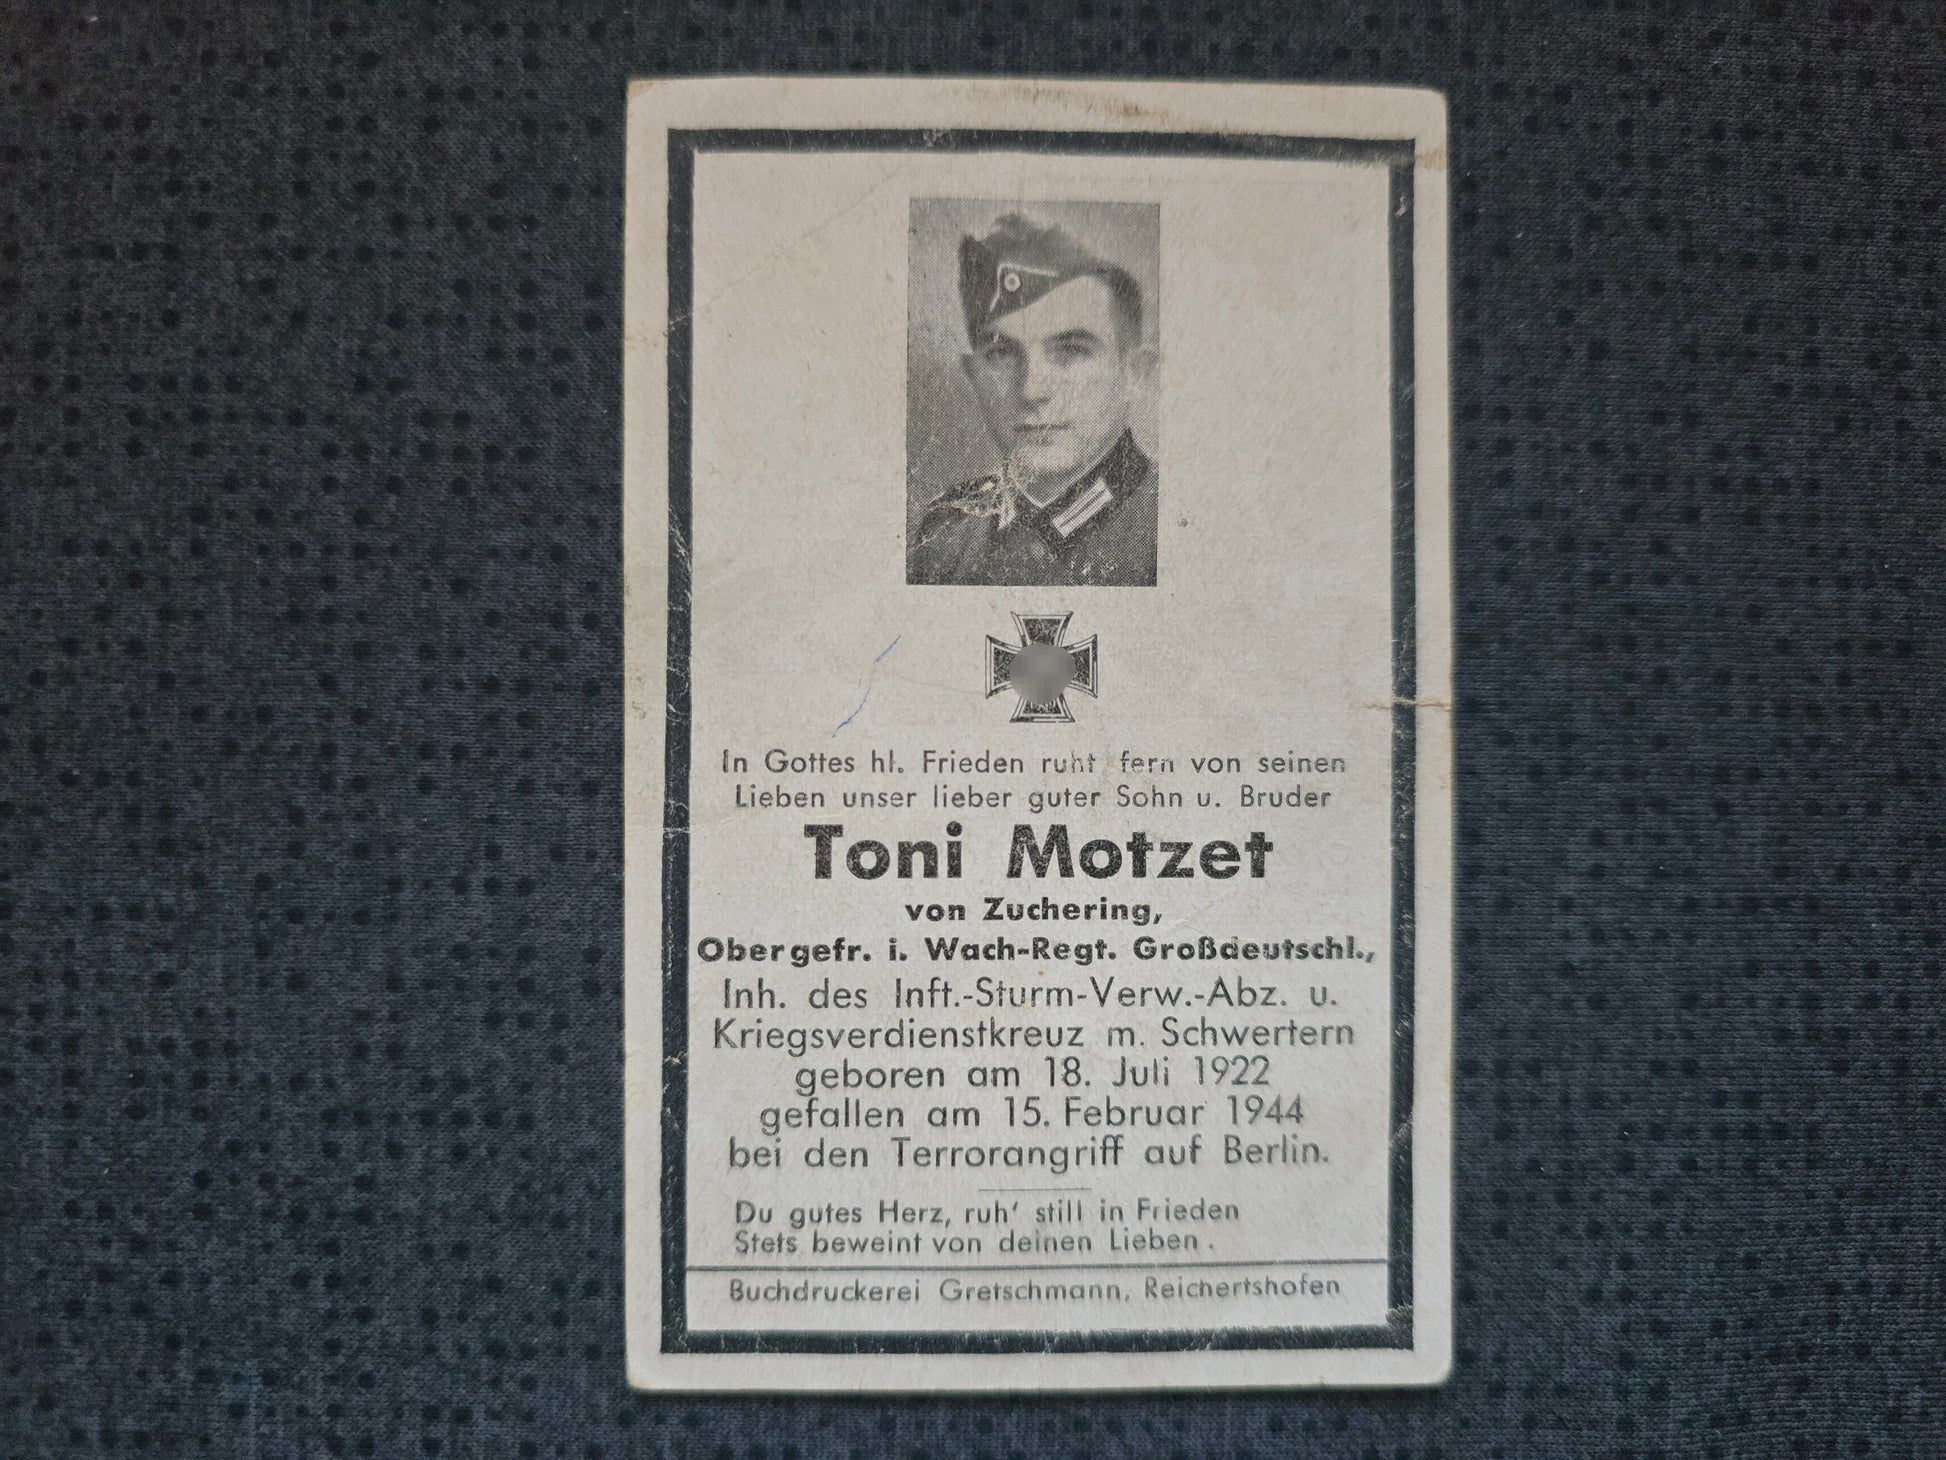 In Gottes hl. Frieden ruht fern von seinen
Lieben unser lieber guter Sohn u. Bruder
Toni Motzet
von Zuchering,
Obergefr. i. Wach-Regt. Großdeutschl.,
Inh. des Inft.-Sturm-Verw.-Abz. u.
Kriegsverdienstkreuz m. Schwertern
geboren am 18. Juli 1922
gefallen am 15. Februar 1944
bei den Terrorangriff auf Berlin.
Du gutes Herz, ruh' still in Frieden
Stets beweint von deinen Lieben.
Buchdruckerei Gretschmann, Reichertshofen